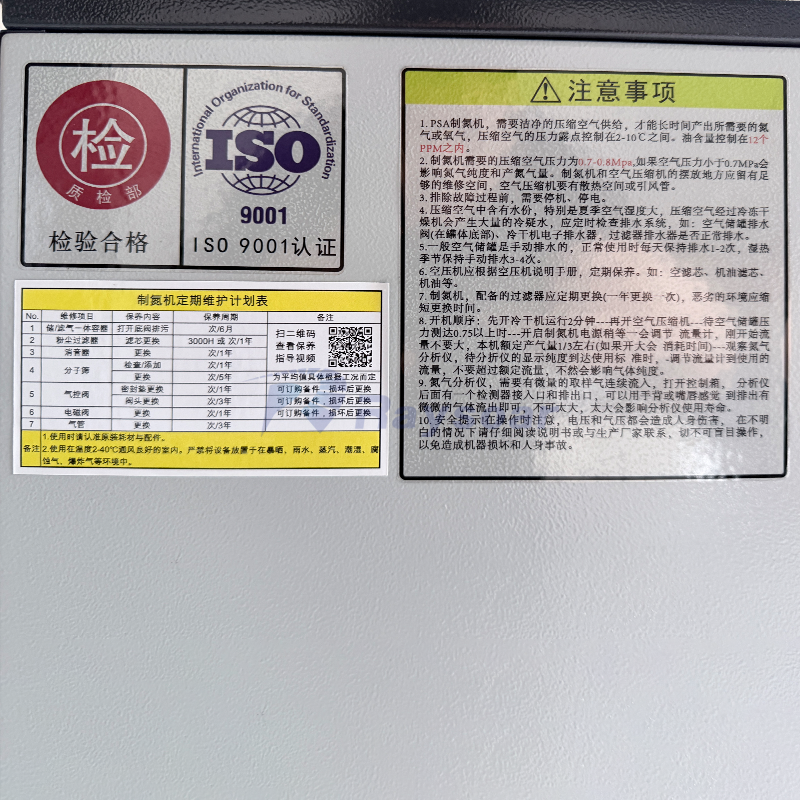 检
质检部
检验合格
International Organization for Standardization
ISO
9001
ISO 9001认证
制氮机定期维护计划表
No. 维修项目 保养内容 保养周期 备注
1 储/滤气一体容器 打开底阀排污 次/6月
2 粉尘过滤器 滤芯更换 3000H 或 次/1年
3 消音器 更换 次/1年
扫二维码
查看保养
指导视频
4 分子筛 检查/添加 次/1年
更换 次/5年 为平均值具体根据工况而定
5 气控阀 密封垫更换 次/1年 可订购备件，损坏后更换
阀头更换 次/3年 可订购备件，损坏后更换
6 电磁阀 更换 次/1年 可订购备件，损坏后更换
7 气管 更换 次/3年
备注 1.使用时请认准原装耗材与配件。
2.使用在温度2-40℃通风良好的室内。严禁将设备放置于在暴晒，雨水、蒸汽、潮湿、腐
蚀气、爆炸气等环境中。
注意事项
1. PSA制氮机，需要洁净的压缩空气供给，才能长时间产出所需要的氮
气或氧气，压缩空气的压力露点控制在2-10℃之间。油含量控制在12个
PPM之内。
2. 制氮机需要的压缩空气压力为0.7-0.8Mpa,如果空气压力小于0.7MPa会
影响氮气纯度和产氮气量。制氮机和空气压缩机的摆放地方应留有足
够的维修空间，空气压缩机要有散热空间或引风管。
3. 排除故障过程前，需要停机、停电。
4. 压缩空气中含有水份，特别是夏季空气湿度大，压缩空气经过冷冻干
燥机会产生大量的冷凝水，应定时检查排水系统，如：空气储罐排水
阀(在罐体底部)、冷干机电子排水器，过滤器排水器是否正常排水。
5.一般空气储罐是手动排水的，正常使用时每天保持排水1-2次，湿热
季节保持手动排水3-4次。
6. 空压机应根据空压机说明手册，定期保养。如：空滤芯、机油滤芯、
机油等。
7. 制氮机，配备的过滤器应定期更换(一年更换一次)，恶劣的环境应缩
短更换时间。
8. 开机顺序：先开冷干机运行2分钟---再开空气压缩机---待空气储罐压
力测达0.75以上时---开启制氮机电源稍等一会调节 流量计，刚开始流
量不要大，本机额定产气量1/3左右(如果开大会 消耗时间)---观察氮气
分析仪，待分析仪的显示纯度到达使用标 准时，-调节流量计到使用的
流量，不要超过额定流量，不然会影响气体纯度。
9. 氮气分析仪，需要有微量的取样气连续流入，打开控制箱， 分析仪
后面有一个检测器接入口和排出口，可以用手背或嘴唇感觉 到排出有
微微的气体流出即可，不可太大，太大会影响分析仪使用寿命。
10. 安全提示在操作时注意， 电压和气压都会造成人身伤害， 在不明
白的情况下请仔细阅读说明书或与生产厂家联系，切不可盲目操作，
以免造成机器损坏和人身事故。